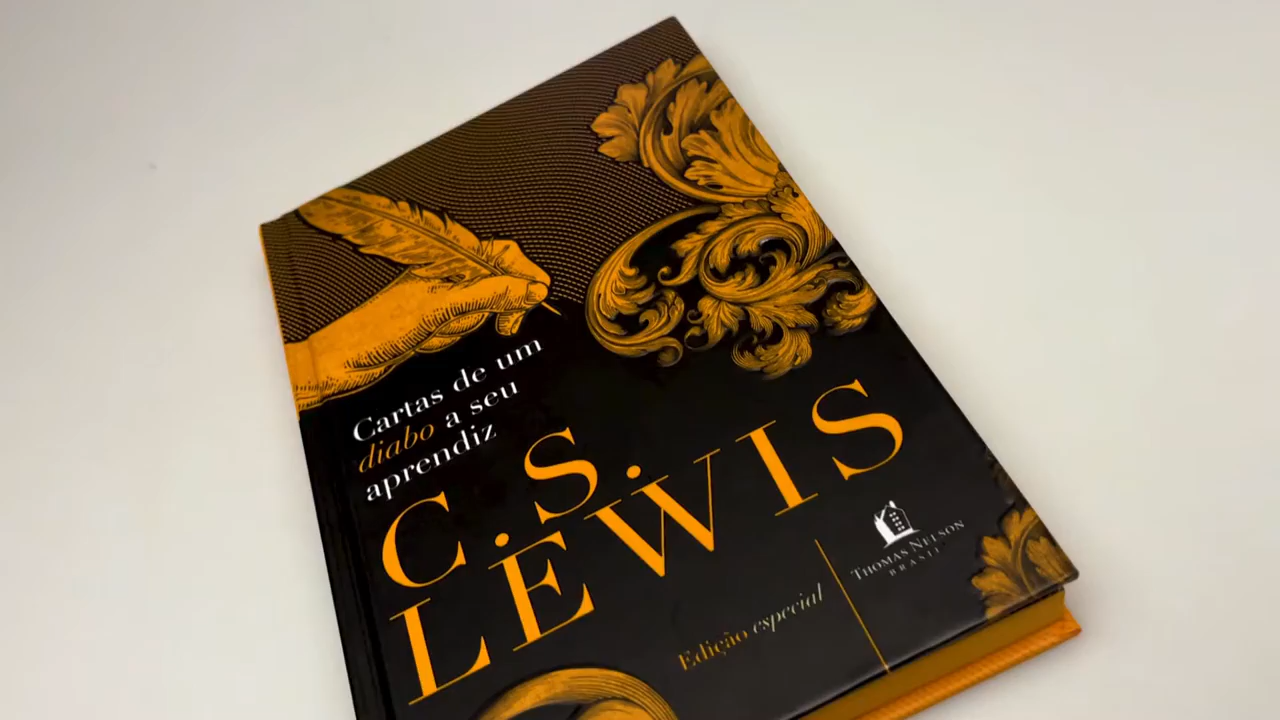 Cartas de um
diabo a seu
aprendiz
C. S.
LEWIS
Edição especial
THOMAS NELSON
BRASIL